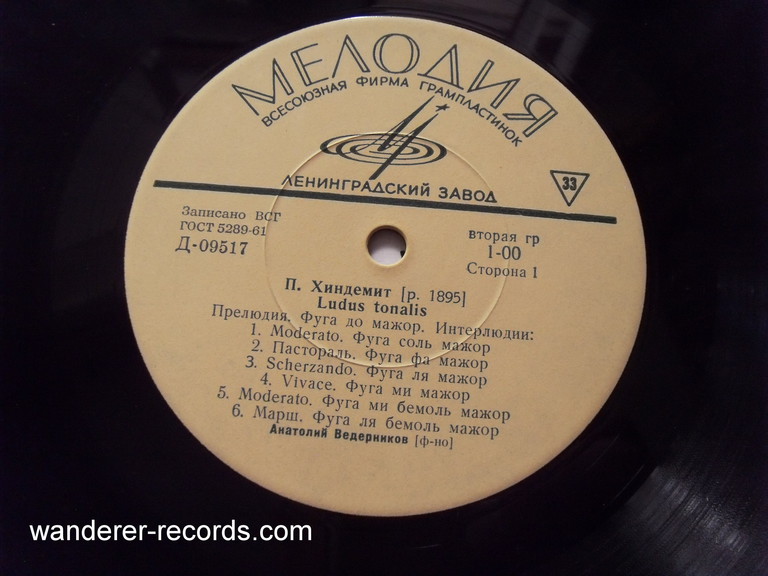 МЕЛОДИЯ
ВСЕСОЮЗНАЯ ФИРМА ГРАМПЛАСТИНОК
ЛЕНИНГРАДСКИЙ ЗАВОД
33
Записано ВСГ
ГОСТ 5289-61
Д-09517
вторая гр
1-00
Сторона 1
П. Хиндемит [р. 1895]
Ludus tonalis
Прелюдия. Фуга до мажор. Интерлюдии:
1. Moderato. Фуга соль мажор
2. Пастораль. Фуга фа мажор
3. Scherzando. Фуга ля мажор
4. Vivace. Фуга ми мажор
5. Moderato. Фуга ми бемоль мажор
6. Марш. Фуга ля бемоль мажор
Анатолий Ведерников [ф-но]
wanderer-records.com